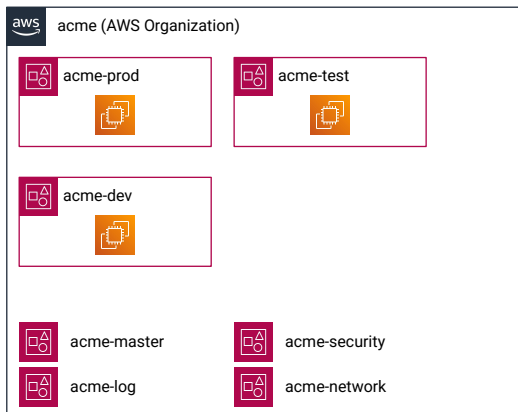 aws
acme (AWS Organization)
acme-prod
acme-test
acme-dev
acme-master
acme-security
acme-log
acme-network